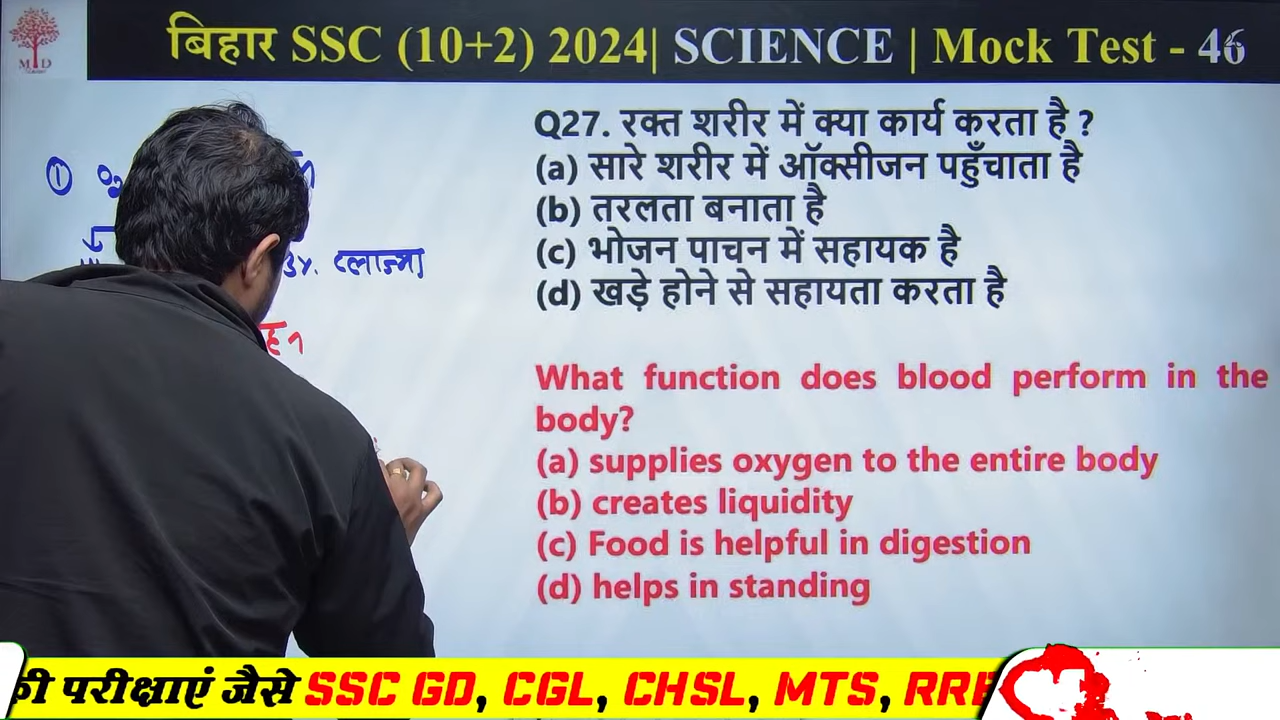 बिहार SSC (10+2) 2024| SCIENCE | Mock Test - 46
M D
Q27. रक्त शरीर में क्या कार्य करता है ?
(a) सारे शरीर में ऑक्सीजन पहुँचाता है
(b) तरलता बनाता है
(c) भोजन पाचन में सहायक है
(d) खड़े होने से सहायता करता है
What function does blood perform in the
body?
(a) supplies oxygen to the entire body
(b) creates liquidity
(c) Food is helpful in digestion
(d) helps in standing
①
की परीक्षाएं जैसे SSC GD, CGL, CHSL, MTS, RRB